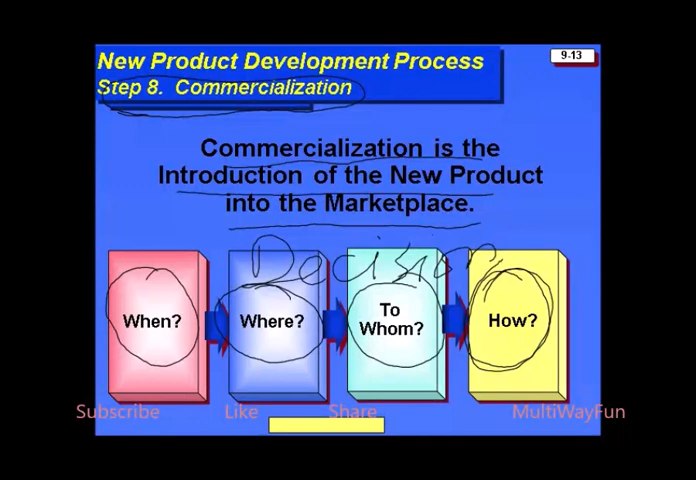 New Product Development Process
9-13
Step 8. Commercialization
Commercialization is the
Introduction of the New Product
into the Marketplace.
Decision
When?
Where?
To
Whom?
How?
Subscribe
Like
Share
MultiWayFun